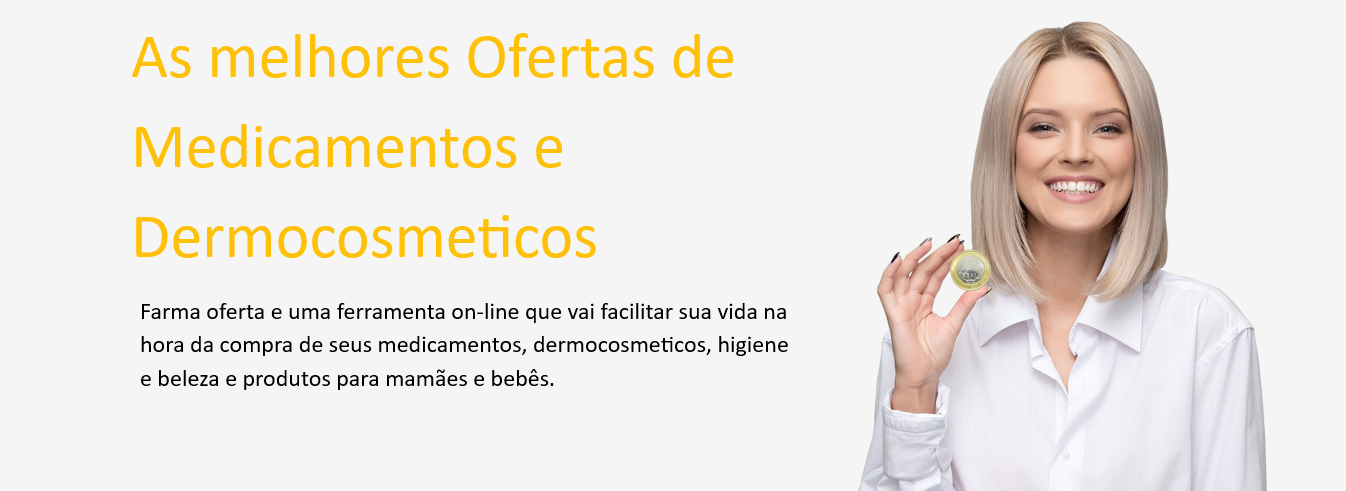 As melhores Ofertas de
Medicamentos e
Dermocosmeticos
Farma oferta e uma ferramenta on-line que vai facilitar sua vida na
hora da compra de seus medicamentos, dermocosmeticos, higiene
e beleza e produtos para mamães e bebês.